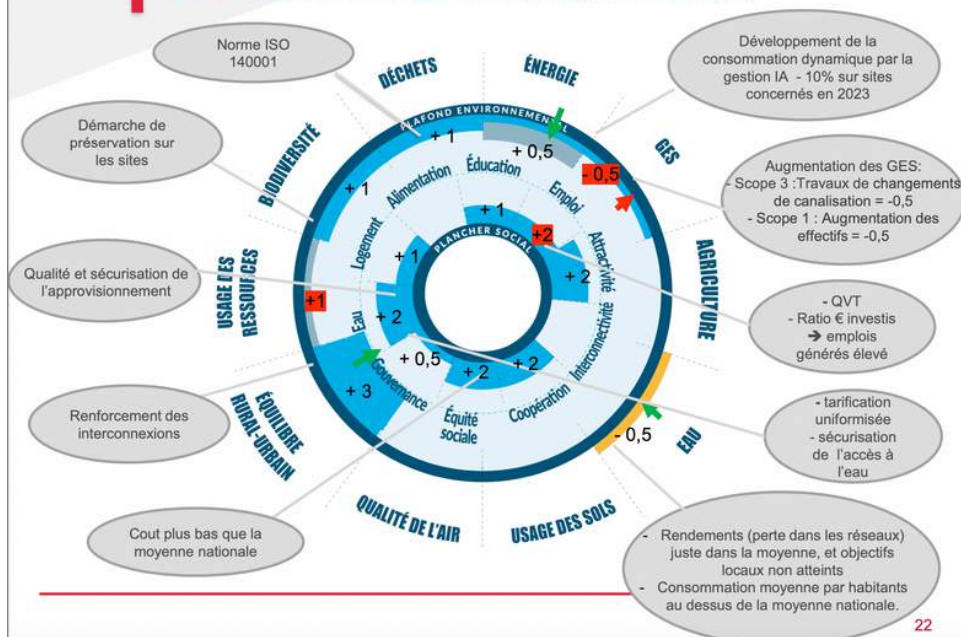 Norme ISO
140001
Développement de la
consommation dynamique par la
gestion IA - 10% sur sites
concernés en 2023
Démarche de
préservation sur
les sites
Augmentation des GES:
- Scope 3 :Travaux de changements
de canalisation = -0,5
- Scope 1 : Augmentation des
effectifs = -0,5
Qualité et sécurisation de
l'approvisionnement
- QVT
- Ratio € investis
➔ emplois
générés élevé
Renforcement des
interconnexions
- tarification
uniformisée
- sécurisation
de l'accès à
l'eau
Cout plus bas que la
moyenne nationale
- Rendements (perte dans les réseaux)
juste dans la moyenne, et objectifs
locaux non atteints
- Consommation moyenne par habitants
au dessus de la moyenne nationale.
DÉCHETS
ÉNERGIE
GES
AGRICULTURE
EAU
USAGE DES SOLS
QUALITÉ DE L'AIR
ÉQUILIBRE
RURAL-URBAIN
USAGE DES
RESSOURCES
BIODIVERSITÉ
PLAFOND ENVIRONNEMENTAL
+ 1
+ 0,5
- 0,5
- 0,5
+ 3
+1
+ 1
Alimentation
Éducation
Emploi
Attractivité
Interconnectivité
Coopération
Équité
sociale
Gouvernance
Eau
Logement
+ 1
+2
+ 2
+ 2
+ 2
+ 0,5
+ 2
+ 1
PLANCHER SOCIAL
22